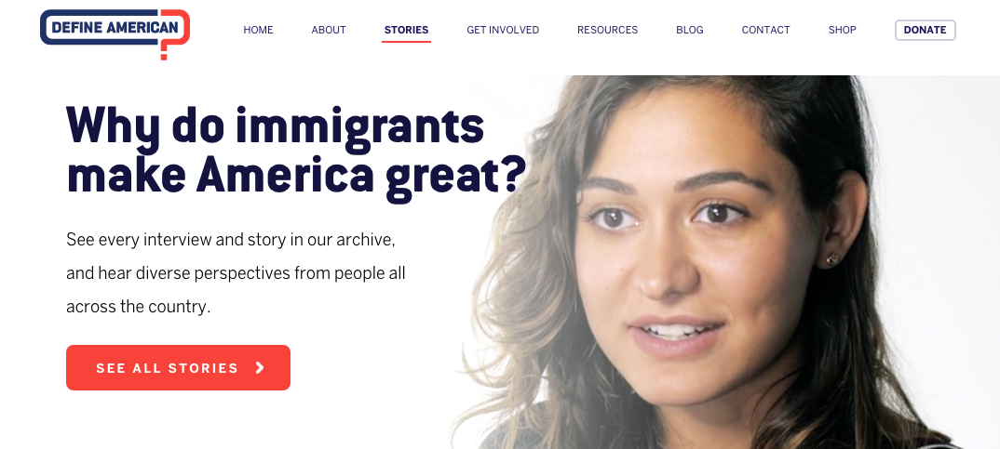 DEFINE AMERICAN
HOME ABOUT STORIES GET INVOLVED RESOURCES BLOG CONTACT SHOP DONATE
Why do immigrants
make America great?
See every interview and story in our archive,
and hear diverse perspectives from people all
across the country.
SEE ALL STORIES